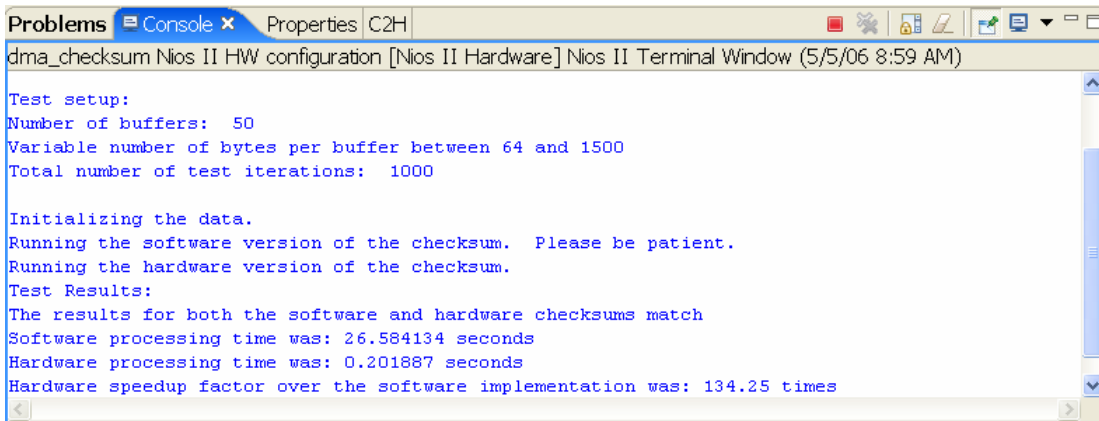 Problems Console Properties C2H
dma_checksum Nios II HW configuration [Nios II Hardware] Nios II Terminal Window (5/5/06 8:59 AM)
Test setup:
Number of buffers:  50
Variable number of bytes per buffer between 64 and 1500
Total number of test iterations:  1000
Initializing the data.
Running the software version of the checksum.  Please be patient.
Running the hardware version of the checksum.
Test Results:
The results for both the software and hardware checksums match
Software processing time was: 26.584134 seconds
Hardware processing time was: 0.201887 seconds
Hardware speedup factor over the software implementation was: 134.25 times